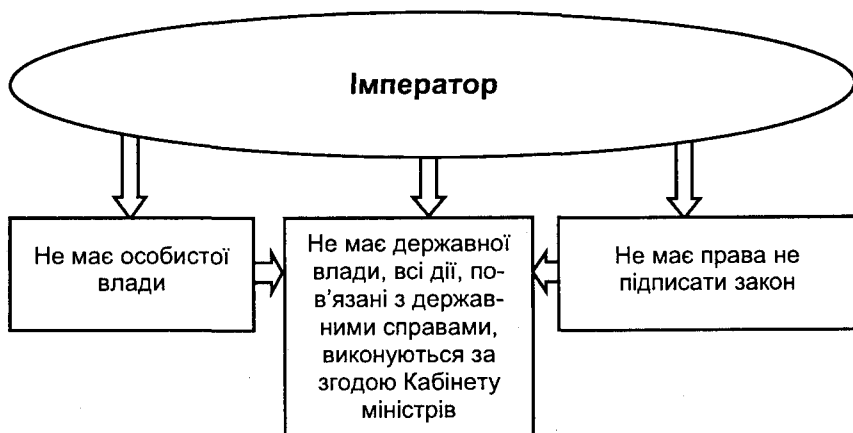 Імператор
Не має особистої
влади
Не має державної
влади, всі дії, по-
в'язані з держав-
ними справами,
виконуються за
згодою Кабінету
міністрів
Не має права не
підписати закон